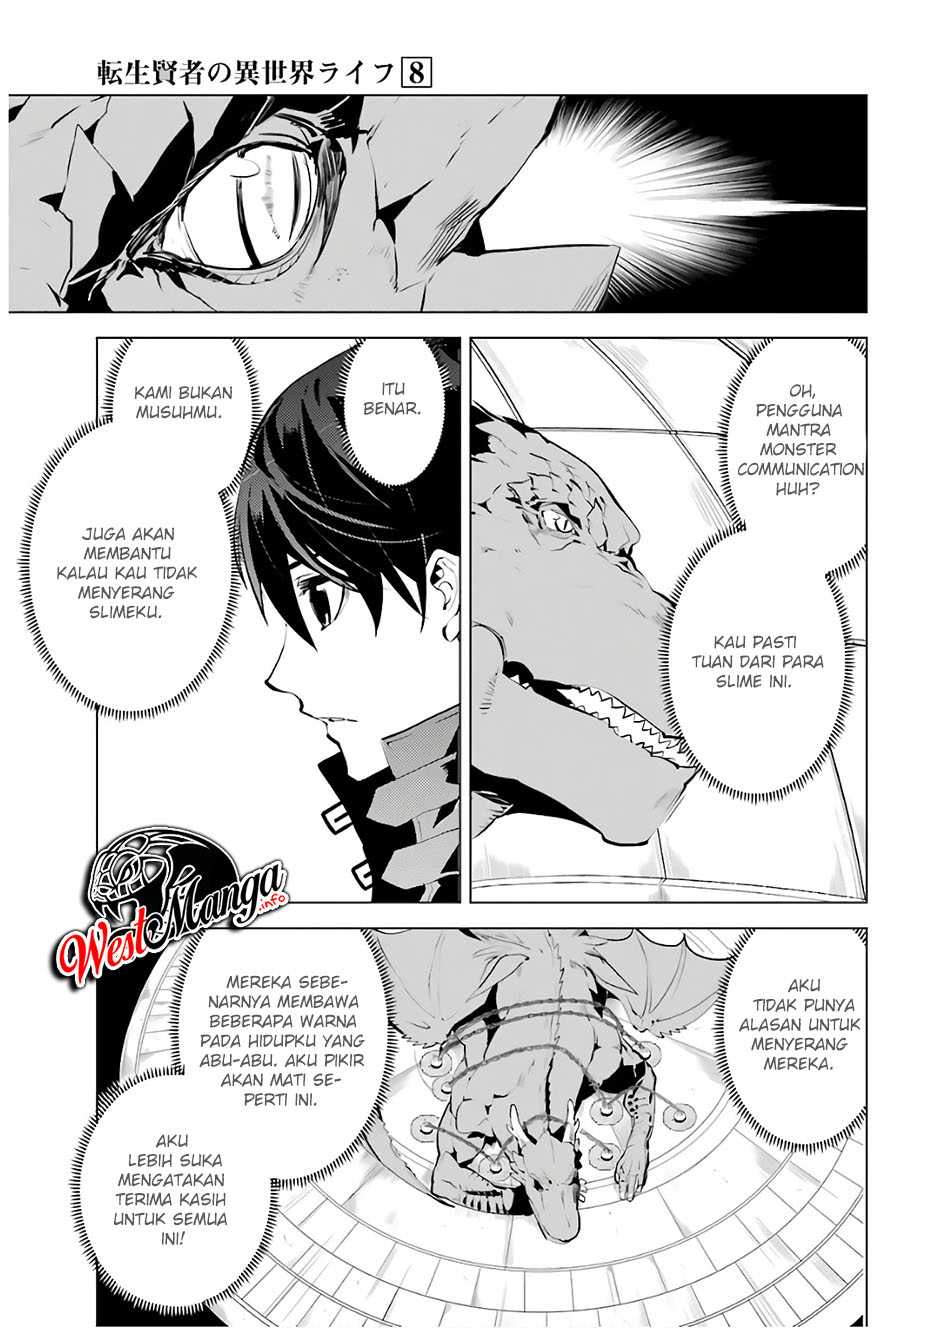 転生賢者の異世界ライフ 8
OH,
PENGGUNA
MANTRA
MONSTER
COMMUNICATION
HUH?
KAU PASTI
TUAN DARI PARA
SLIME INI.
ITU
BENAR.
KAMI BUKAN
MUSUHMU.
JUGA AKAN
MEMBANTU
KALAU KAU TIDAK
MENYERANG
SLIMEKU.
WestManga
.info
AKU
TIDAK PUNYA
ALASAN UNTUK
MENYERANG
MEREKA.
MEREKA SEBE-
NARNYA MEMBAWA
BEBERAPA WARNA
PADA HIDUPKU YANG
ABU-ABU. AKU PIKIR
AKAN MATI SE-
PERTI INI.
AKU
LEBIH SUKA
MENGATAKAN
TERIMA KASIH
UNTUK SEMUA
INI!